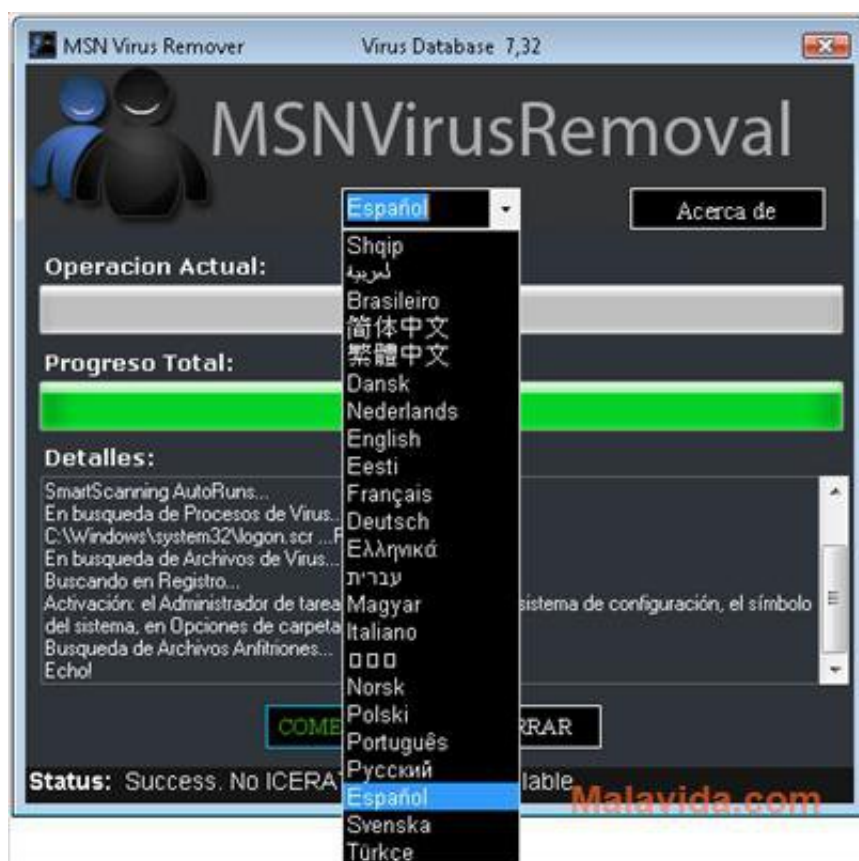 MSN Virus Remover Virus Database 7,32
MSNVirusRemoval
Español
Acerca de
Operacion Actual:
Progreso Total:
Detalles:
SmartScanning AutoRuns...
En busqueda de Procesos de Virus..
C:\Windows\system32\logon.scr ...F
En busqueda de Archivos de Virus...
Buscando en Registro...
Activación: el Administrador de tarea sistema de configuración, el símbolo
del sistema, en Opciones de carpeta
Busqueda de Archivos Anfitriones...
Echo!
Shqip
العربية
Brasileiro
简体中文
繁體中文
Dansk
Nederlands
English
Eesti
Français
Deutsch
Ελληνικά
עברית
Magyar
Italiano
Norsk
Polski
Português
Русский
Español
Svenska
Türkçe
COME
RRAR
Status: Success. No ICERA lable
Malavida.com